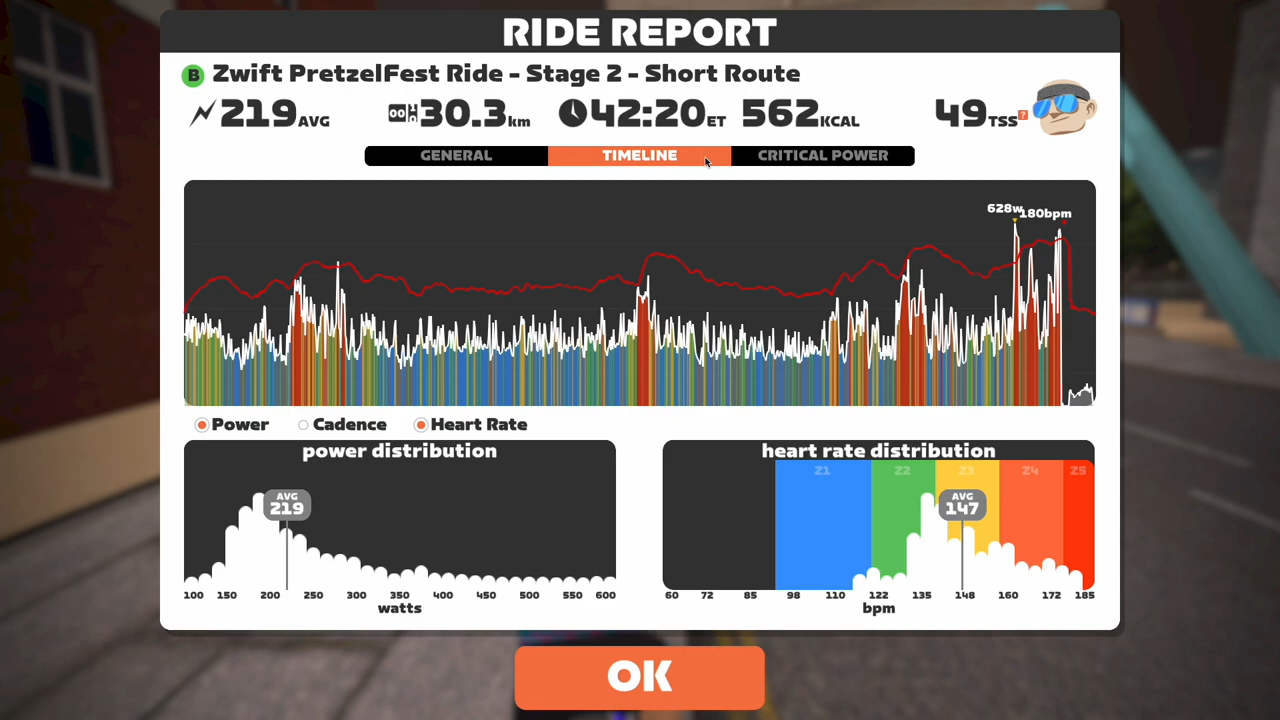 RIDE REPORT
B Zwift PretzelFest Ride - Stage 2 - Short Route
219AVG 30.3km 42:20ET 562KCAL 49TSS?
GENERAL TIMELINE CRITICAL POWER
628w 180bpm
Power Cadence Heart Rate
power distribution
AVG
219
100 150 200 250 300 350 400 450 500 550 600
watts
heart rate distribution
Z1 Z2 Z3 Z4 Z5
AVG
147
60 72 85 98 110 122 135 148 160 172 185
bpm
OK